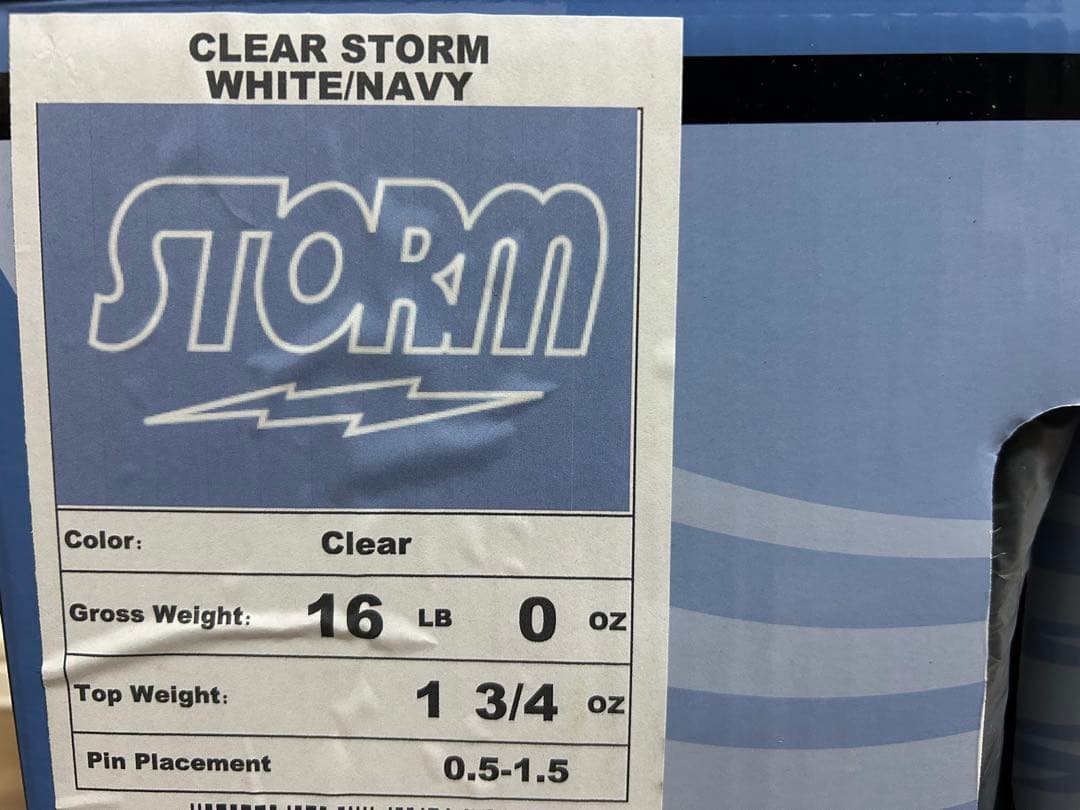 CLEAR STORM
WHITE/NAVY
STORM
Color: Clear
Gross Weight: 16 LB 0 OZ
Top Weight: 1 3/4 OZ
Pin Placement 0.5-1.5